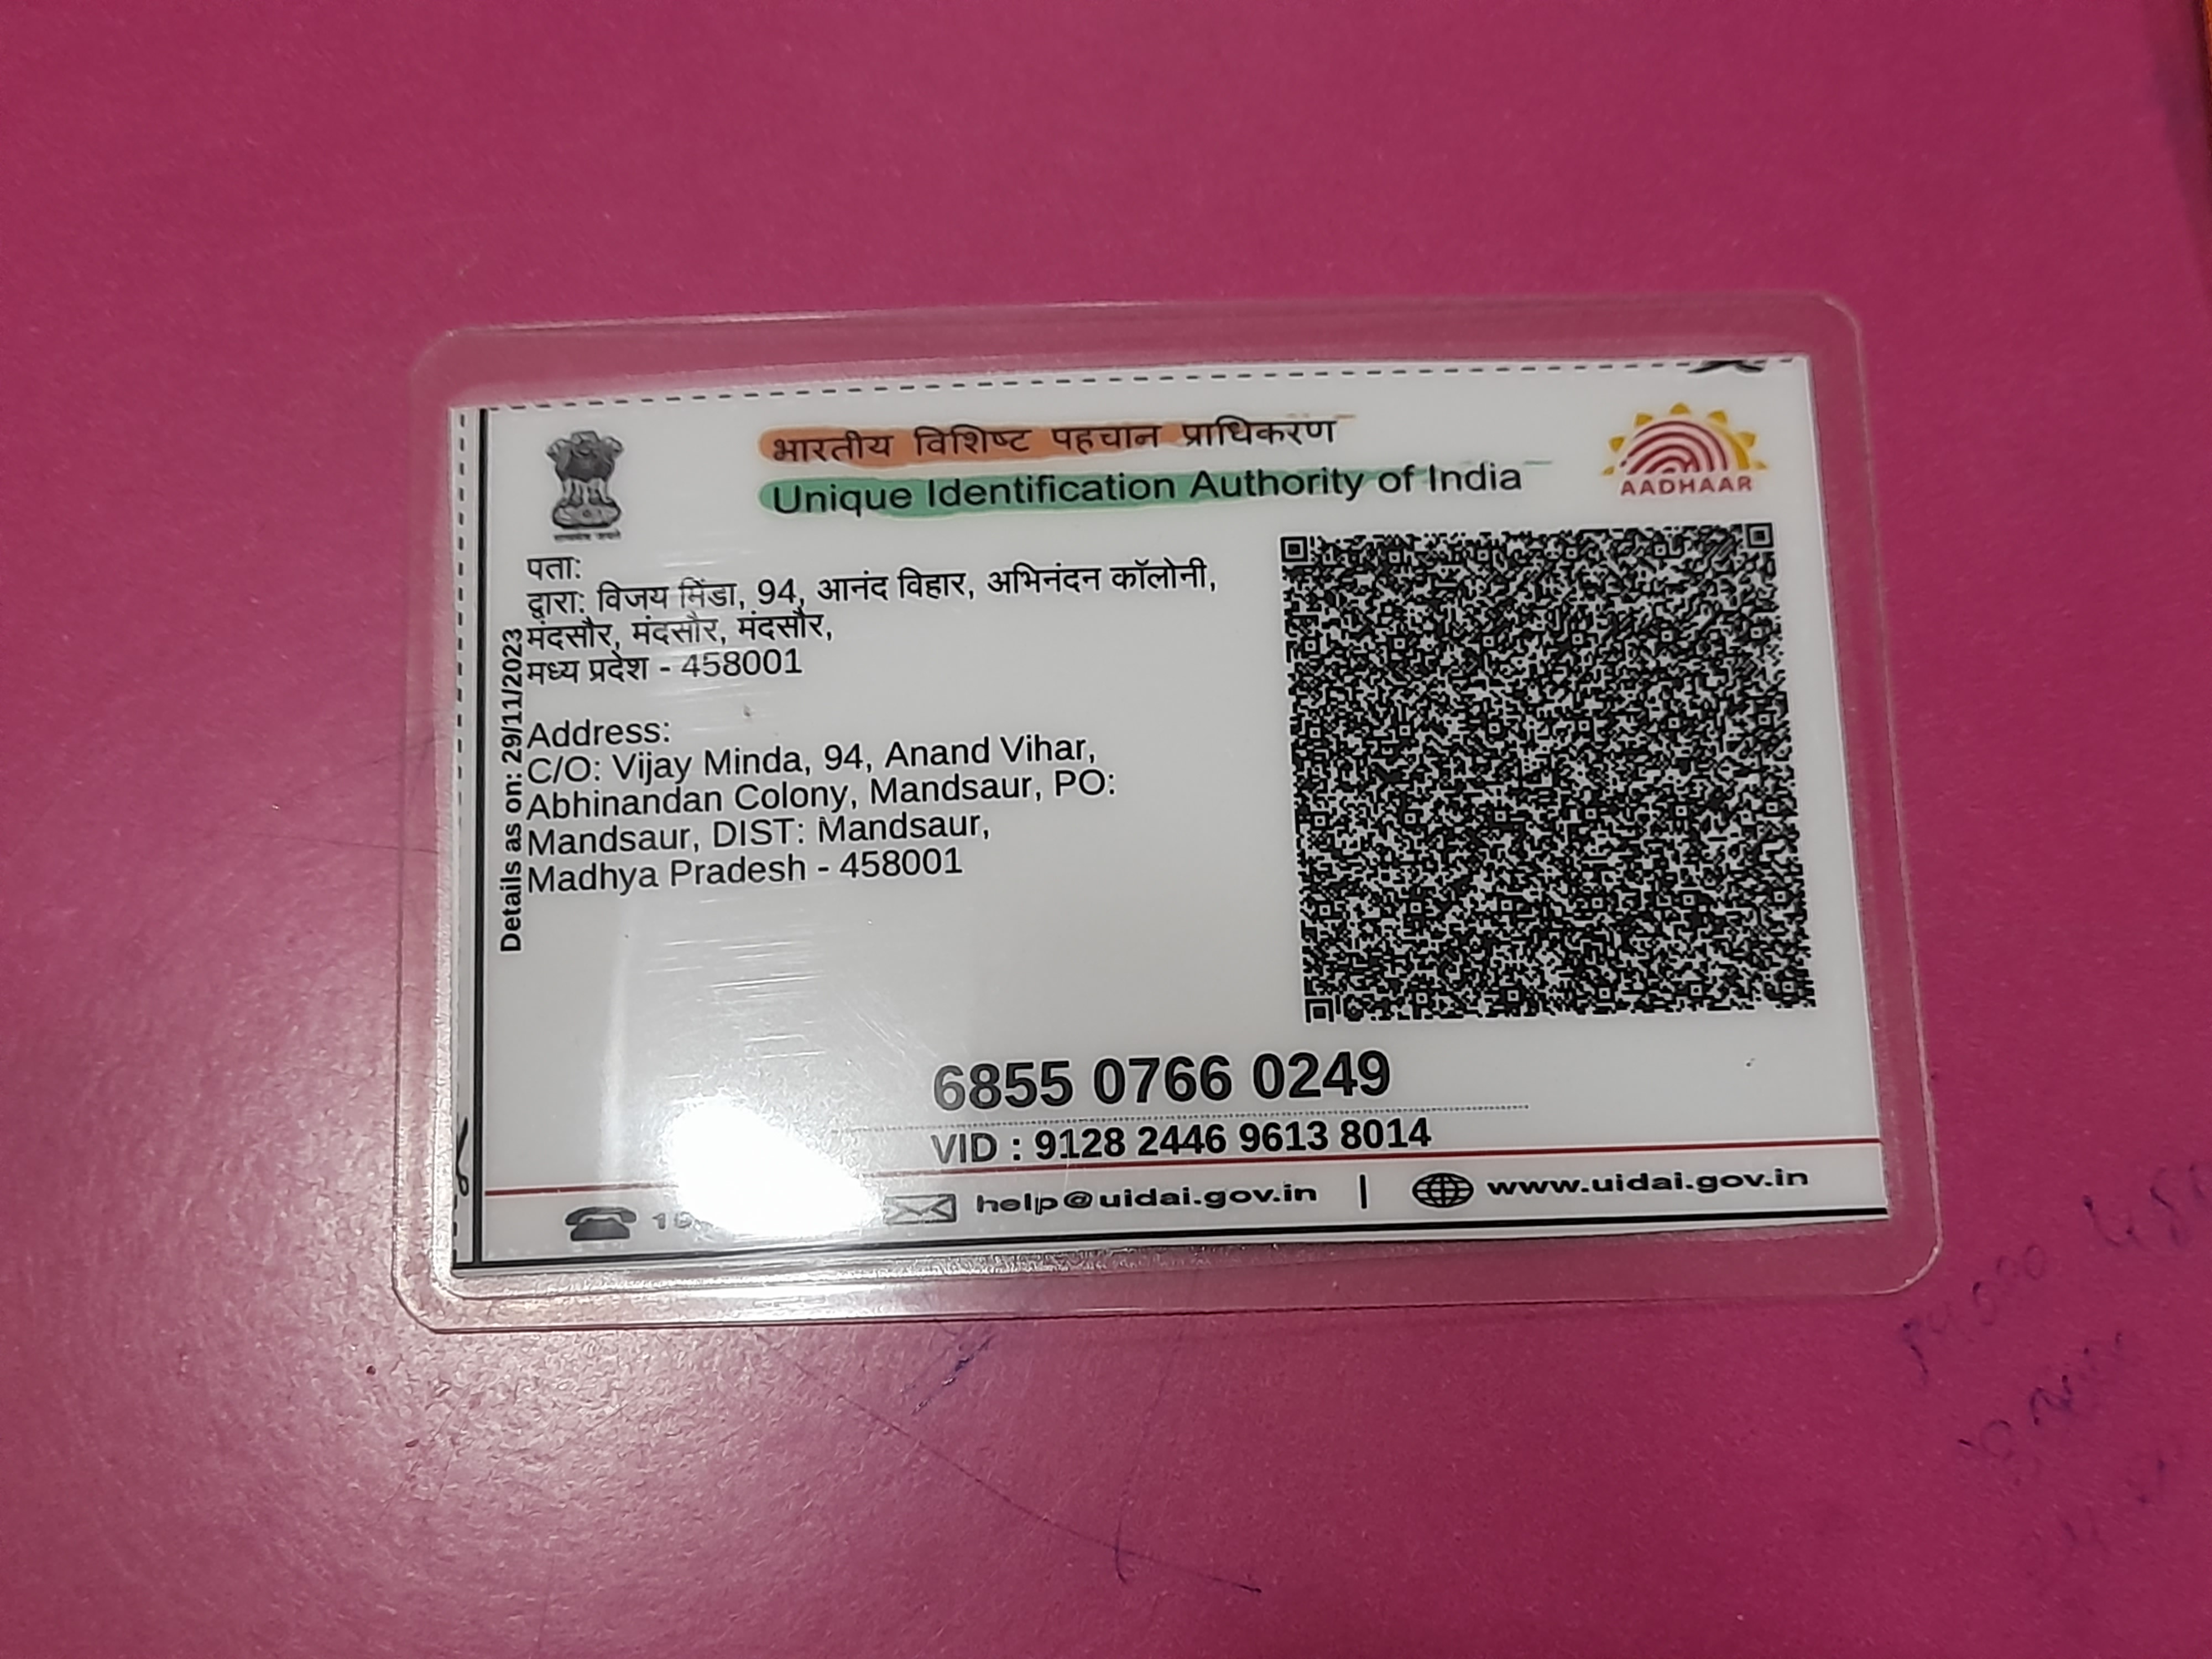 भारतीय विशिष्ट पहचान प्राधिकरण
Unique Identification Authority of India
AADHAAR
सत्यमेव जयते
पता:
द्वारा: विजय मिंडा, 94, आनंद विहार, अभिनंदन कॉलोनी,
मंदसौर, मंदसौर, मंदसौर,
मध्य प्रदेश - 458001
Details as on: 29/11/2023
Address:
C/O: Vijay Minda, 94, Anand Vihar,
Abhinandan Colony, Mandsaur, PO:
Mandsaur, DIST: Mandsaur,
Madhya Pradesh - 458001
6855 0766 0249
VID : 9128 2446 9613 8014
help@uidai.gov.in | www.uidai.gov.in